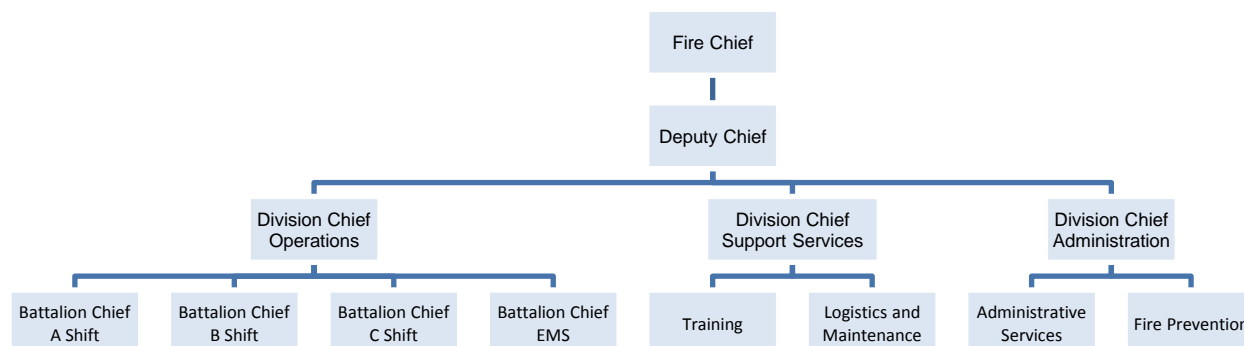 Fire Chief
Deputy Chief
Division Chief
Operations
Division Chief
Support Services
Division Chief
Administration
Battalion Chief
A Shift
Battalion Chief
B Shift
Battalion Chief
C Shift
Battalion Chief
EMS
Training
Logistics and
Maintenance
Administrative
Services
Fire Prevention